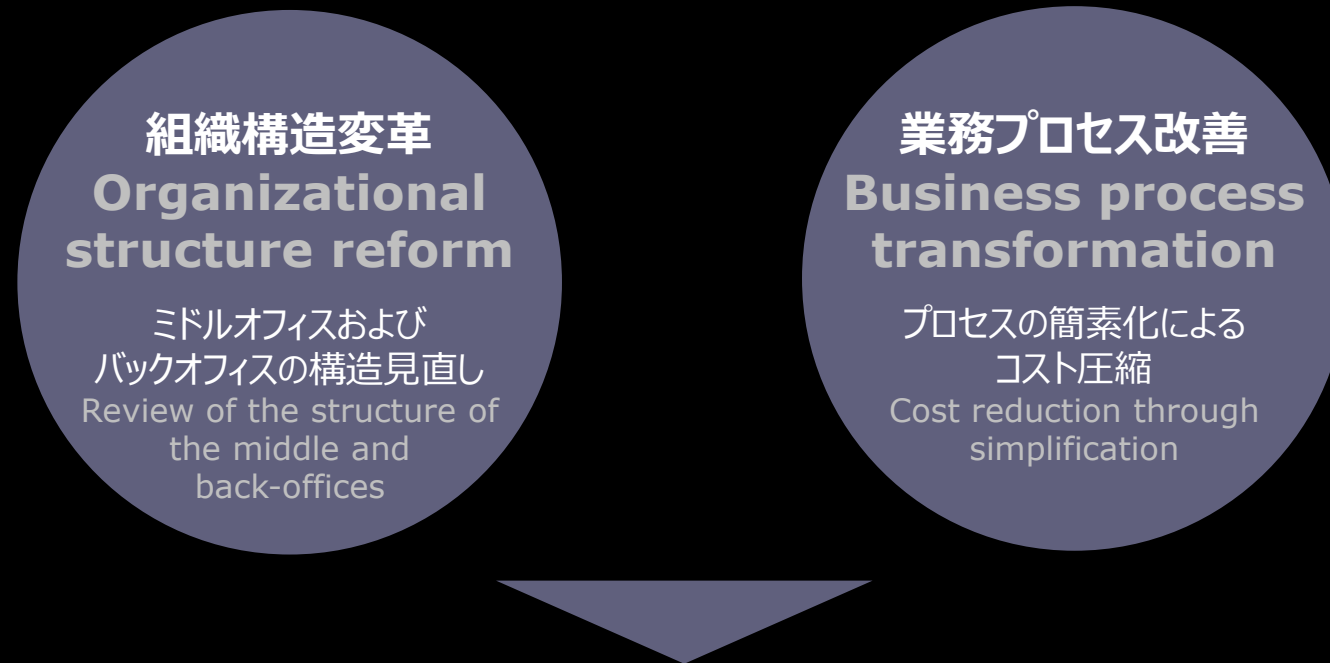 組織構造変革
Organizational
structure reform
ミドルオフィスおよび
バックオフィスの構造見直し
Review of the structure of
the middle and
back-offices
業務プロセス改善
Business process
transformation
プロセスの簡素化による
コスト圧縮
Cost reduction through
simplification